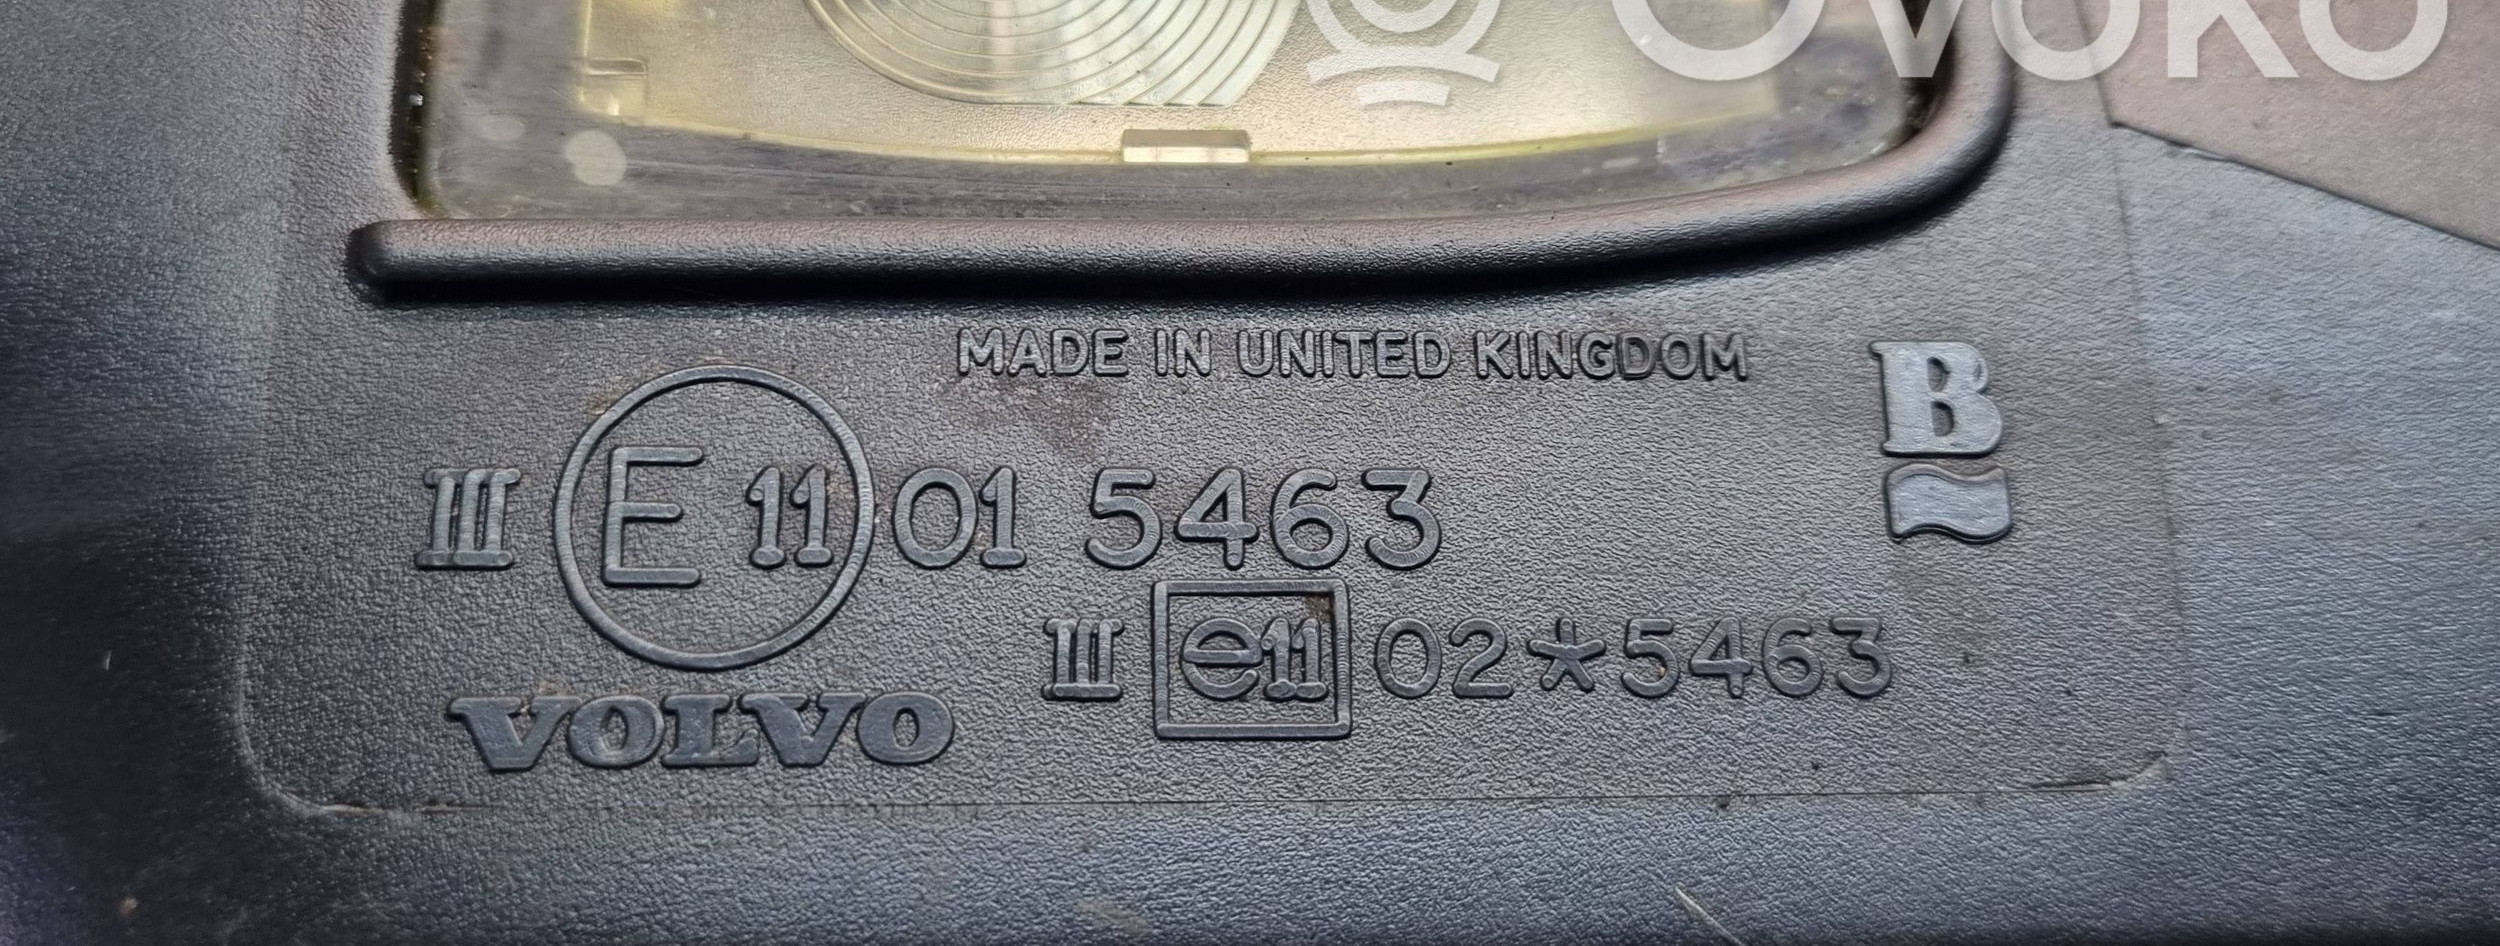 OVOKO
MADE IN UNITED KINGDOM
B
III E 11 01 5463
III e11 02*5463
VOLVO